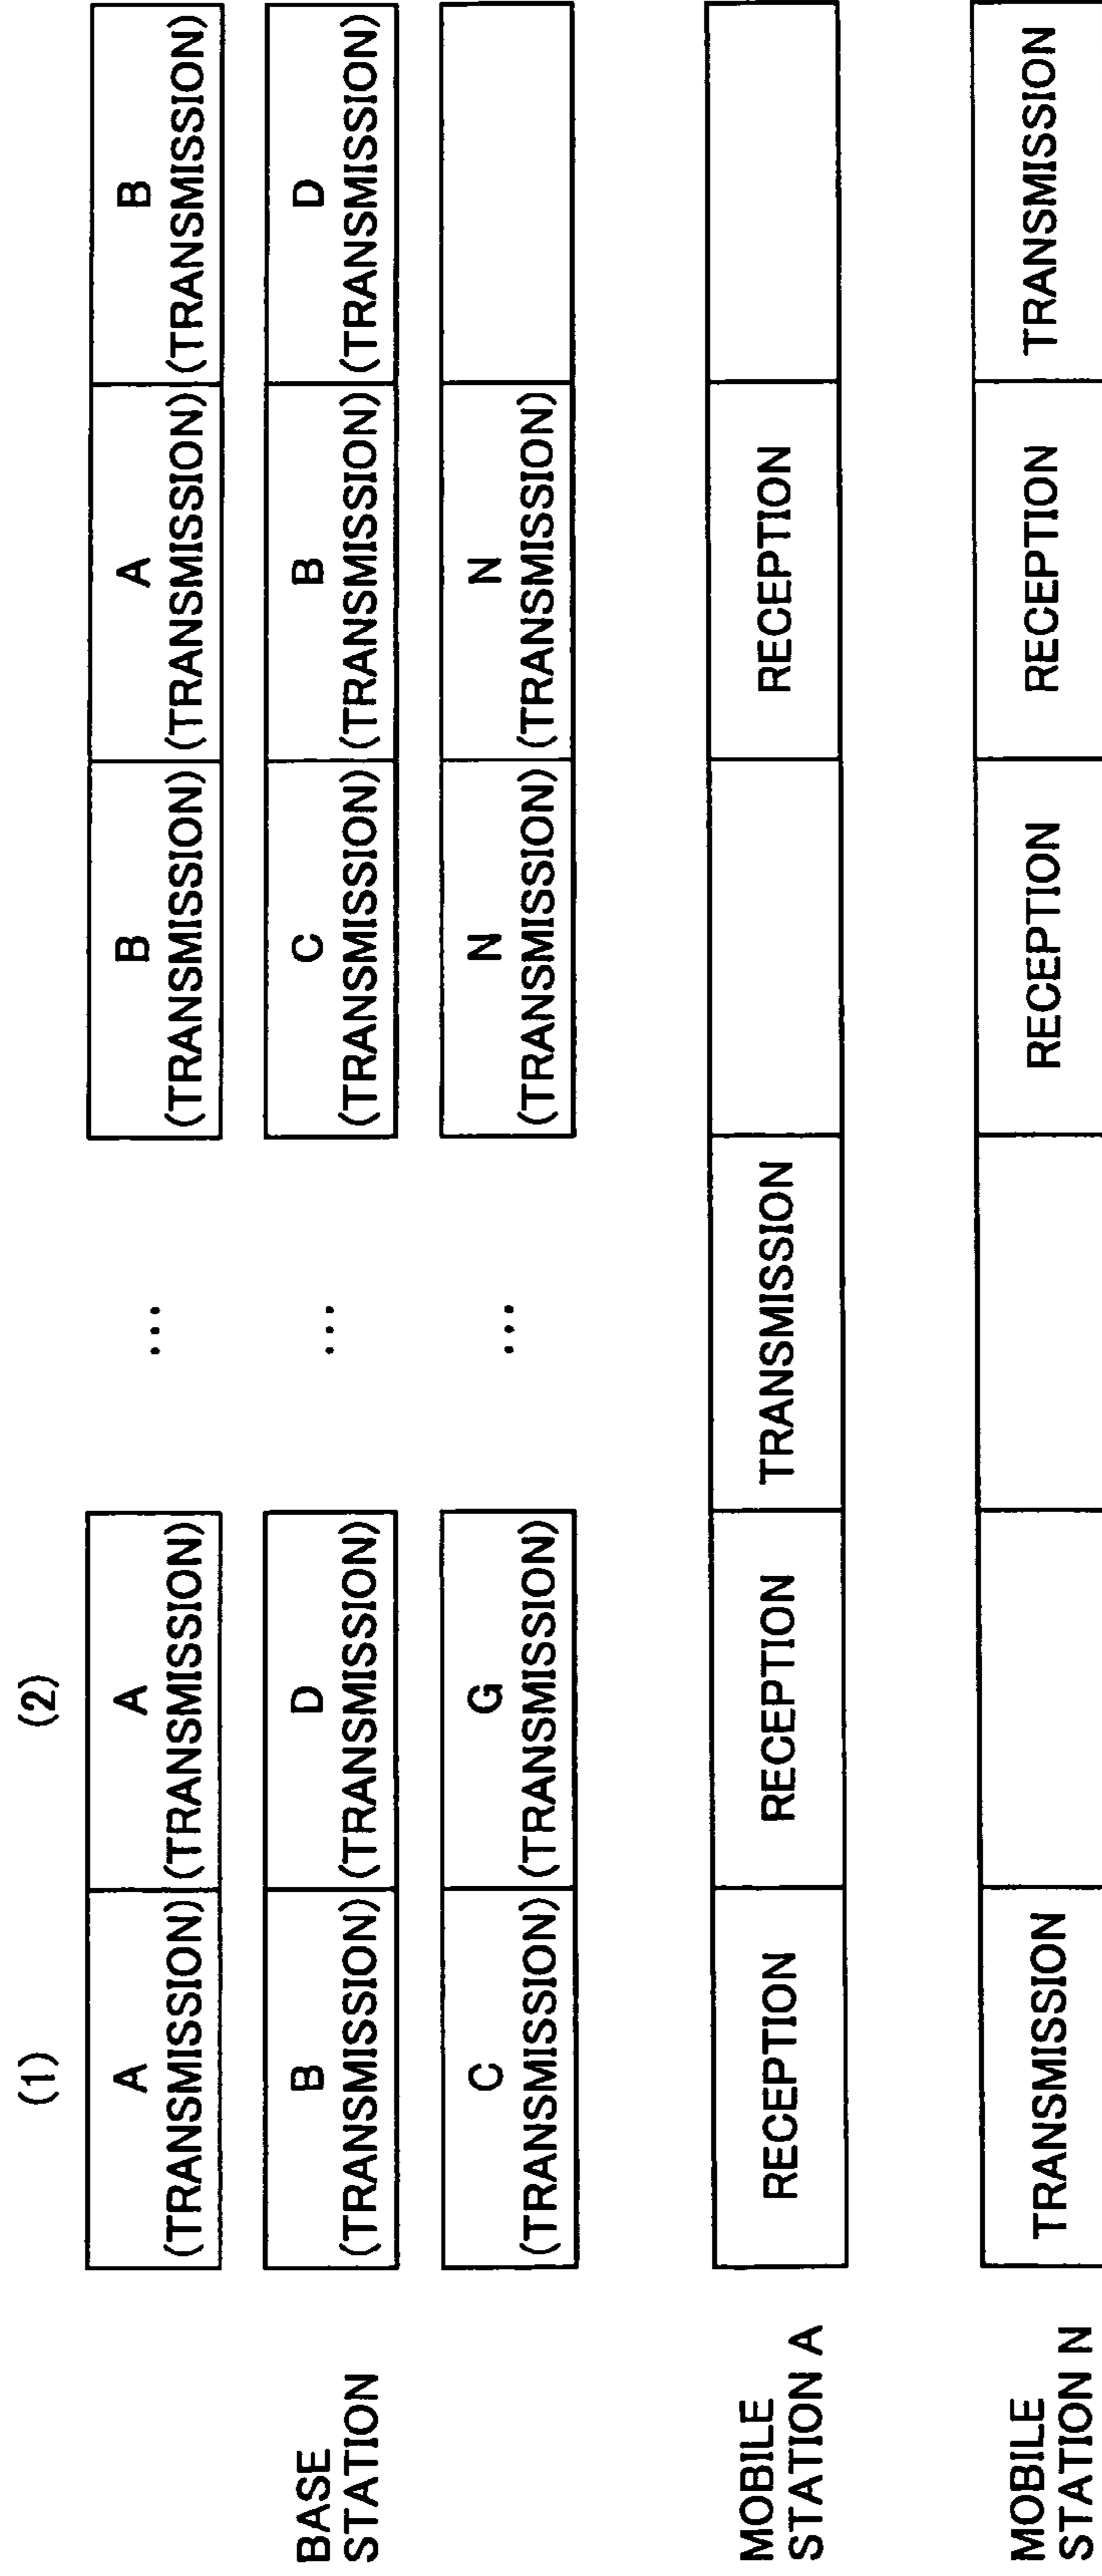 (1)
(2)
BASE
STATION
A
(TRANSMISSION)
A
(TRANSMISSION)
...
B
(TRANSMISSION)
A
(TRANSMISSION)
B
(TRANSMISSION)
B
(TRANSMISSION)
D
(TRANSMISSION)
...
C
(TRANSMISSION)
B
(TRANSMISSION)
D
(TRANSMISSION)
C
(TRANSMISSION)
G
(TRANSMISSION)
...
N
(TRANSMISSION)
N
(TRANSMISSION)
MOBILE
STATION A
RECEPTION
RECEPTION
TRANSMISSION
RECEPTION
MOBILE
STATION N
TRANSMISSION
RECEPTION
RECEPTION
TRANSMISSION